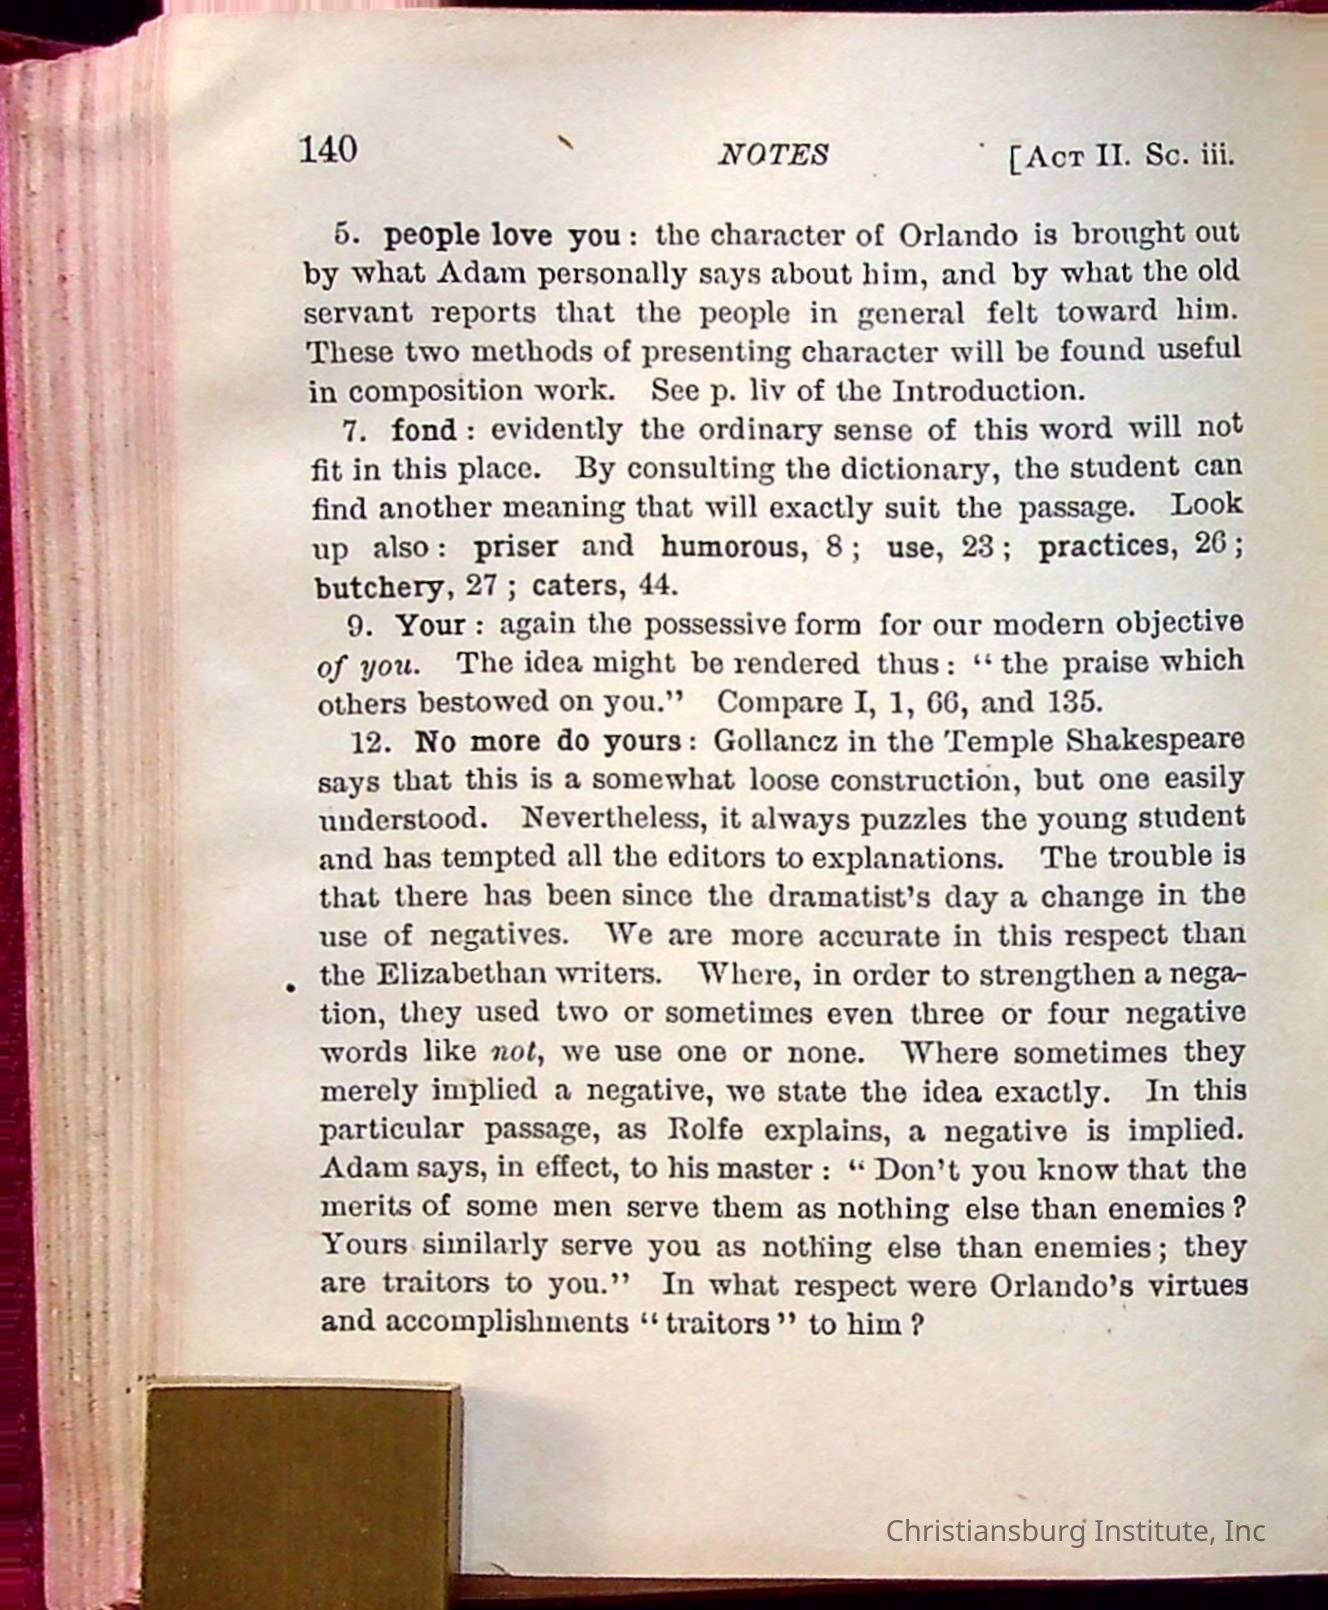 140 NOTES [ACT II. Sc. iii.
5. people love you : the character of Orlando is brought out
by what Adam personally says about him, and by what the old
servant reports that the people in general felt toward him.
These two methods of presenting character will be found useful
in composition work. See p. liv of the Introduction.
7. fond : evidently the ordinary sense of this word will not
fit in this place. By consulting the dictionary, the student can
find another meaning that will exactly suit the passage. Look
up also : priser and humorous, 8 ; use, 23 ; practices, 26 ;
butchery, 27 ; caters, 44.
9. Your : again the possessive form for our modern objective
of you. The idea might be rendered thus : “ the praise which
others bestowed on you.” Compare I, 1, 66, and 135.
12. No more do yours : Gollancz in the Temple Shakespeare
says that this is a somewhat loose construction, but one easily
understood. Nevertheless, it always puzzles the young student
and has tempted all the editors to explanations. The trouble is
that there has been since the dramatist’s day a change in the
use of negatives. We are more accurate in this respect than
the Elizabethan writers. Where, in order to strengthen a nega-
tion, they used two or sometimes even three or four negative
words like not, we use one or none. Where sometimes they
merely implied a negative, we state the idea exactly. In this
particular passage, as Rolfe explains, a negative is implied.
Adam says, in effect, to his master : “ Don’t you know that the
merits of some men serve them as nothing else than enemies ?
Yours similarly serve you as nothing else than enemies ; they
are traitors to you.” In what respect were Orlando’s virtues
and accomplishments “ traitors ” to him ?
Christiansburg Institute, Inc